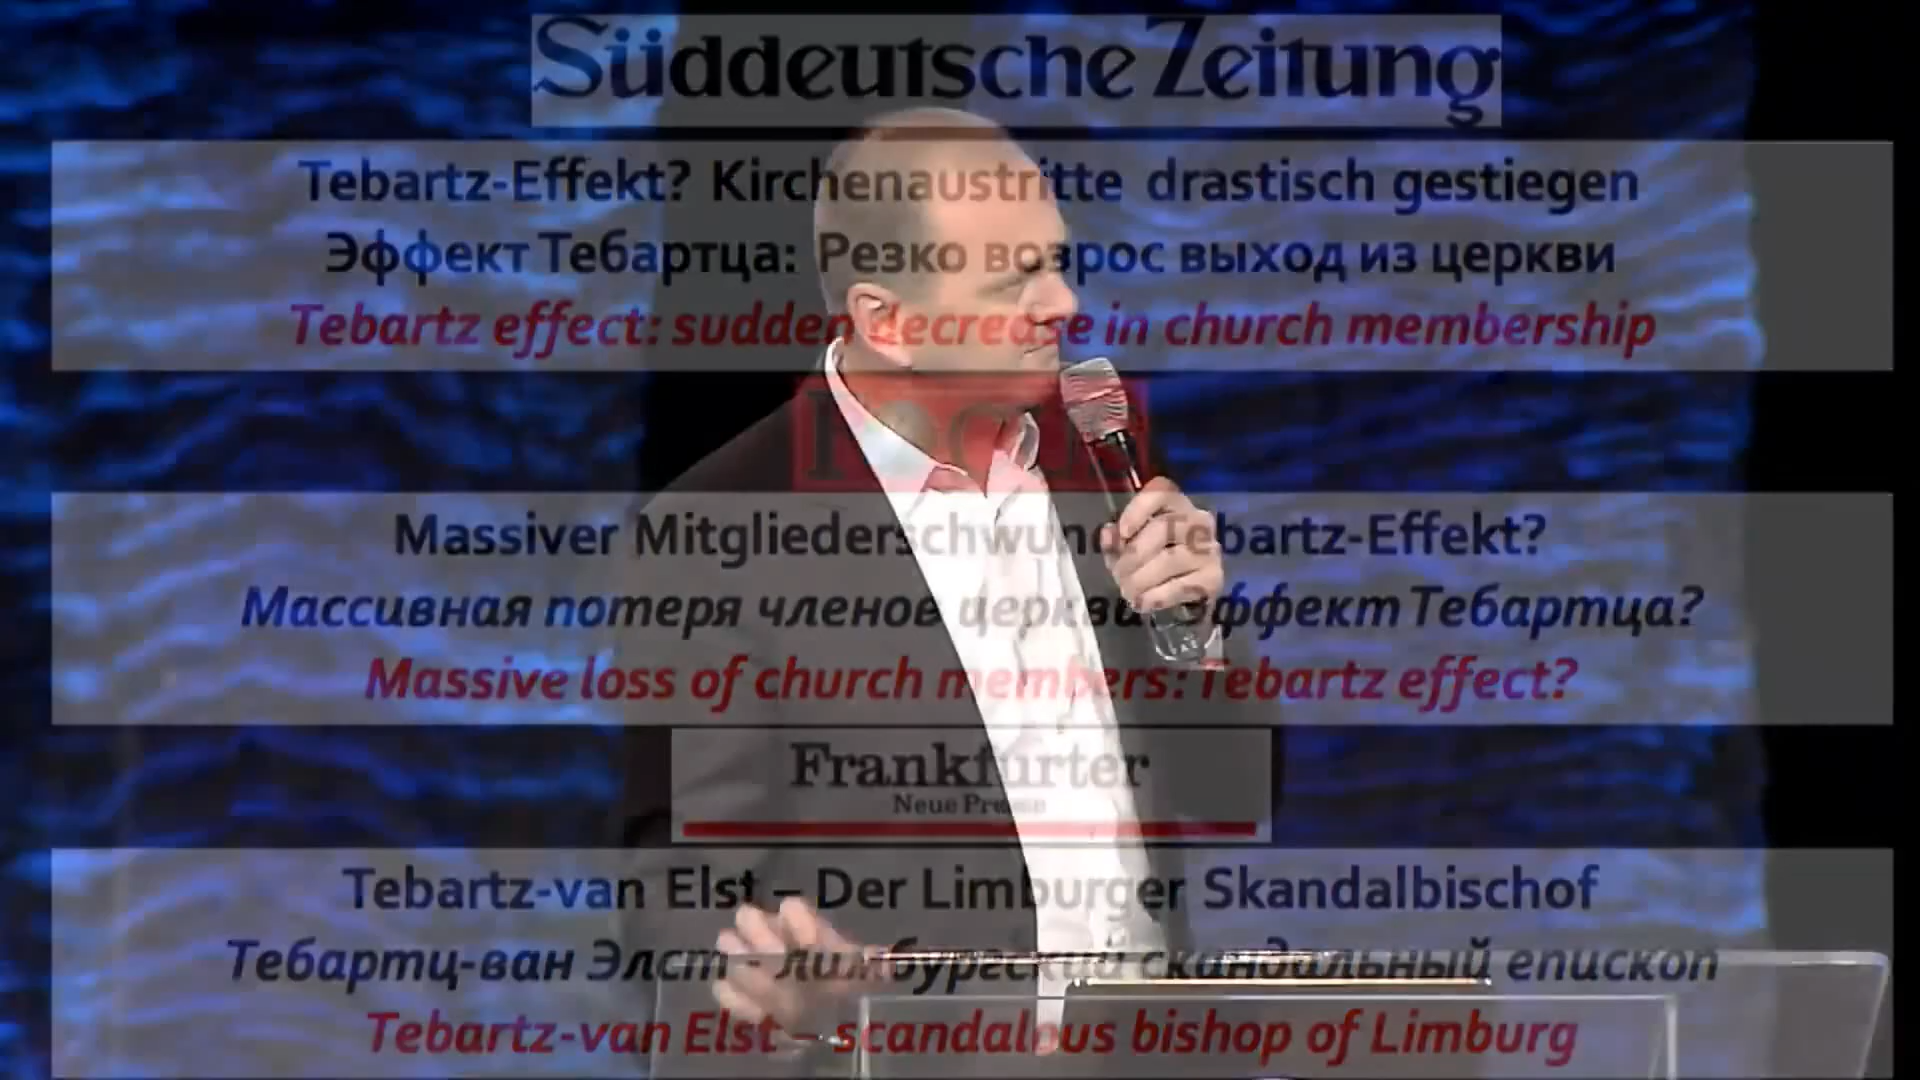 Süddeutsche Zeitung
Tebartz-Effekt? Kirchenaustritte drastisch gestiegen
Эффект Тебартца: Резко возрос выход из церкви
Tebartz effect: sudden decrease in church membership
FOCUS
Massiver Mitgliederschwund: Tebartz-Effekt?
Массивная потеря членов церкви: Эффект Тебартца?
Massive loss of church members: Tebartz effect?
Frankfurter
Neue Presse
Tebartz-van Elst – Der Limburger Skandalbischof
Тебартц-ван Элст - лимбургский скандальный епископ
Tebartz-van Elst – scandalous bishop of Limburg